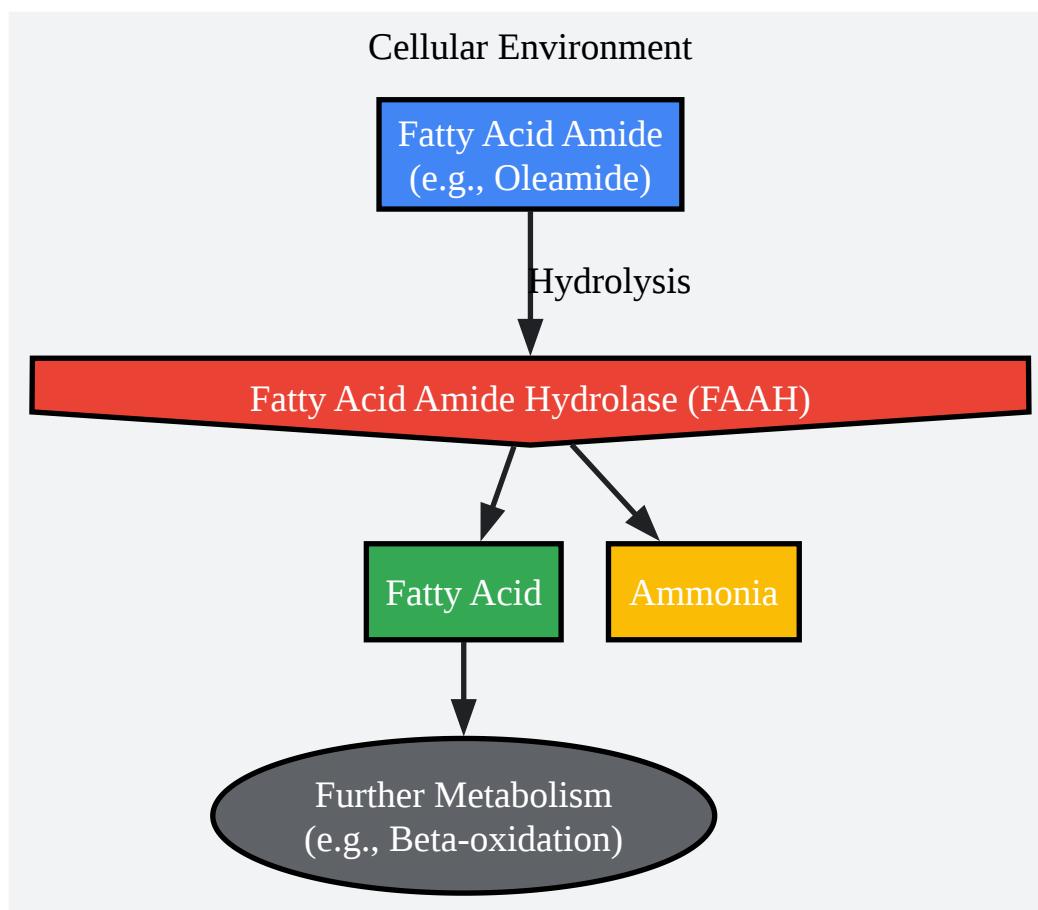 Cellular Environment
Fatty Acid Amide
(e.g., Oleamide)
Hydrolysis
Fatty Acid Amide Hydrolase (FAAH)
Fatty Acid
Ammonia
Further Metabolism
(e.g., Beta-oxidation)